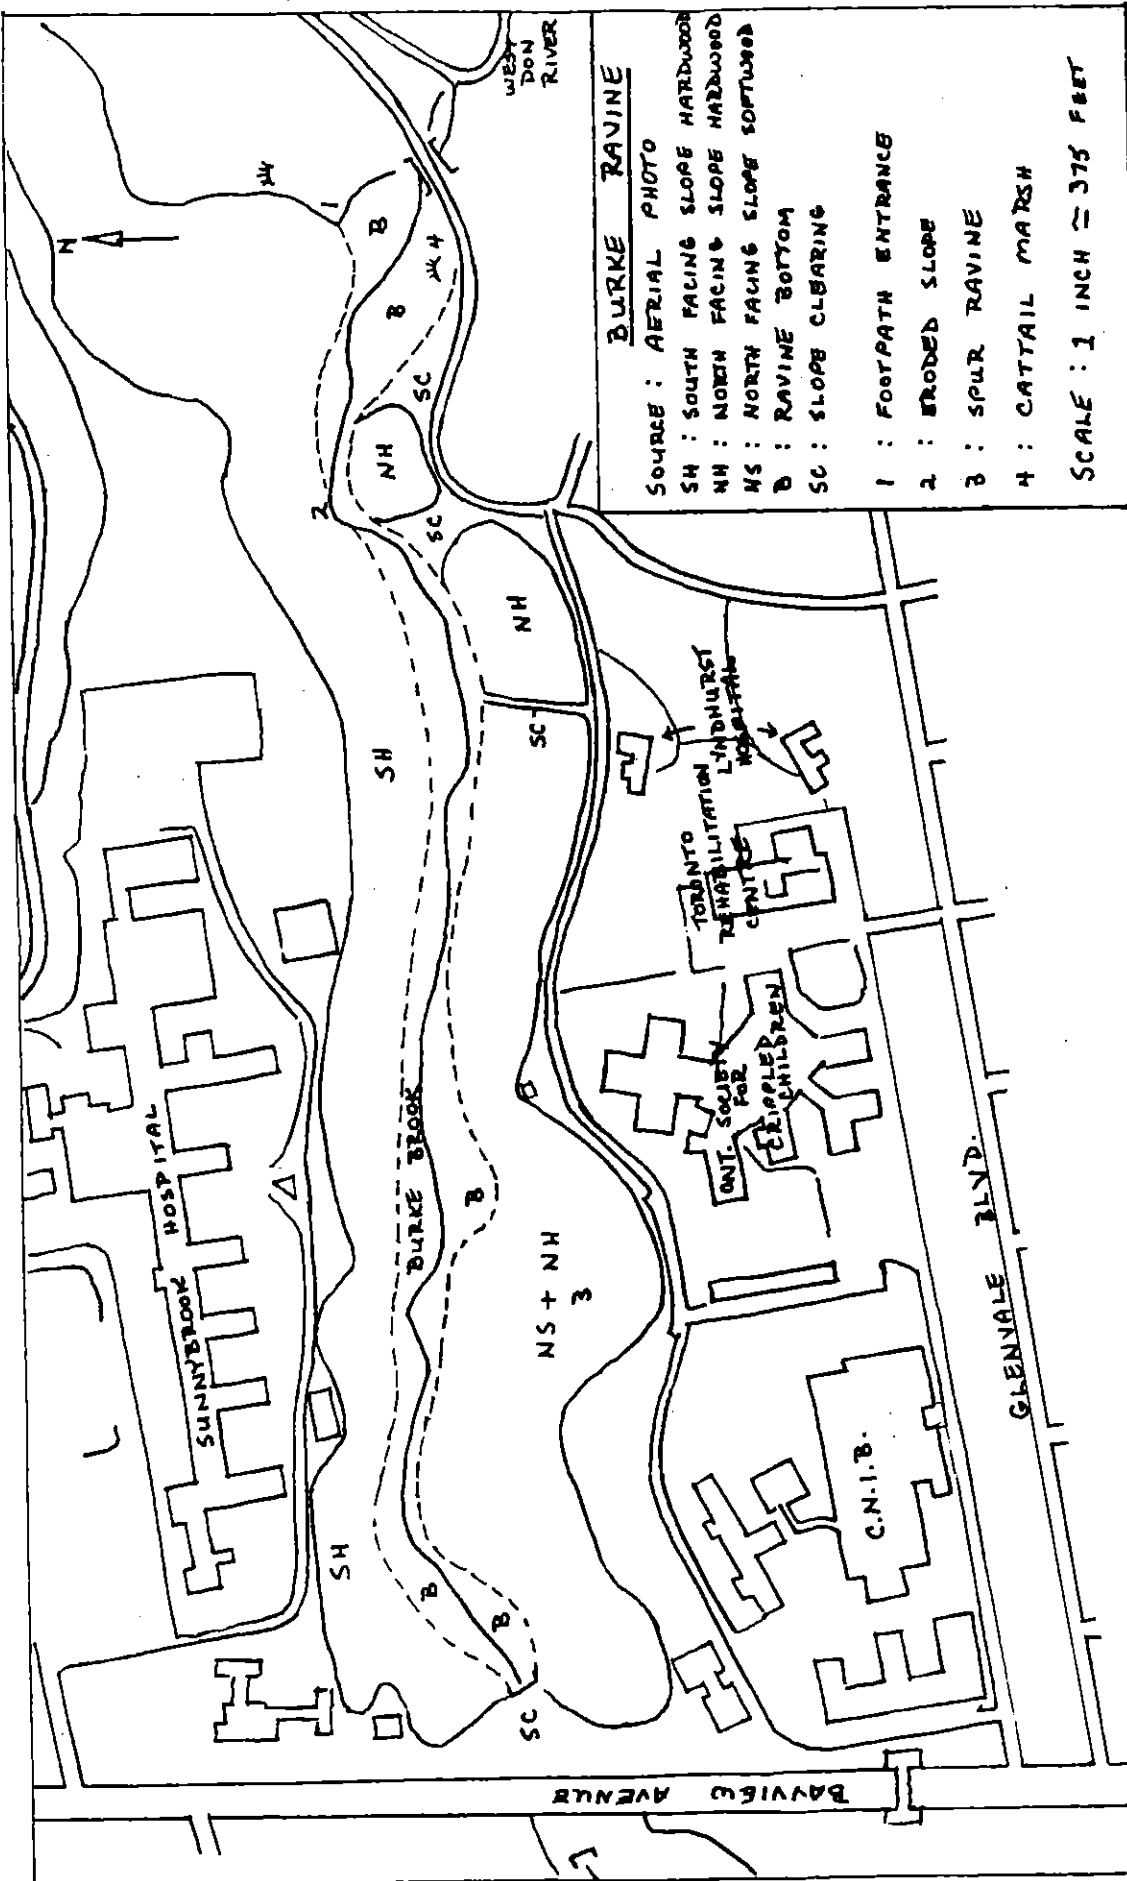 BURKE RAVINE
SOURCE : AERIAL PHOTO
SH : SOUTH FACING SLOPE HARDWOOD
NH : NORTH FACING SLOPE HARDWOOD
NS : NORTH FACING SLOPE SOFTWOOD
B : RAVINE BOTTOM
SC : SLOPE CLEARING
1 : FOOTPATH ENTRANCE
2 : ERODED SLOPE
3 : SPUR RAVINE
4 : CATTAIL MARSH
SCALE : 1 INCH ≃ 375 FEET
WEST
DON
RIVER
N
1
B
4
B
SC
NH
2
SC
NH
SH
SC
SUNNYBROOK HOSPITAL
BURKE BROOK
B
NS + NH
3
SH
B
B
SC
TORONTO
REHABILITATION
CENTRE
LYNDHURST
HOSPITAL
ONT. SOCIETY
FOR
CRIPPLED
CHILDREN
C.N.I.B.
GLENVALE BLVD.
BAYVIEW AVENUE